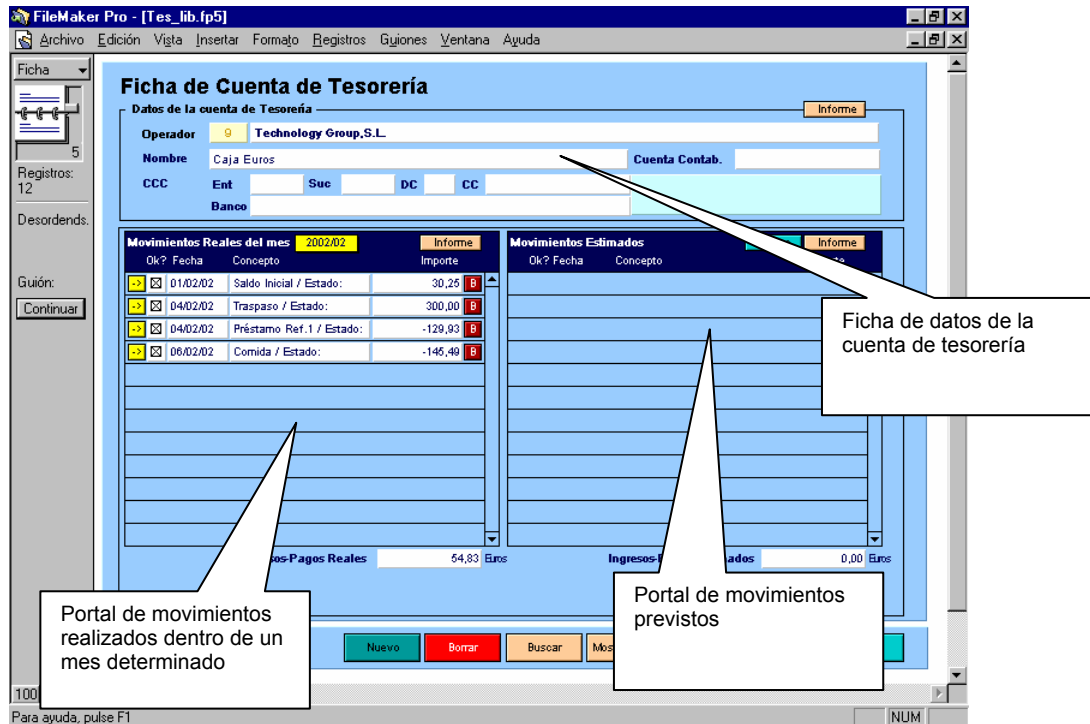 FileMaker Pro - [Tes_lib.fp5]
Archivo Edición Vista Insertar Formato Registros Guiones Ventana Ayuda
Ficha
5
Registros:
12
Desordends.
Guión:
Continuar
Ficha de Cuenta de Tesorería
Datos de la cuenta de Tesorería
Informe
Operador 9 Technology Group,S.L.
Nombre Caja Euros Cuenta Contab.
CCC Ent Suc DC CC
Banco
Movimientos Reales del mes 2002/02 Informe
Ok? Fecha Concepto Importe
-> 01/02/02 Saldo Inicial / Estado: 30,25 B
-> 04/02/02 Traspaso / Estado: 300,00 B
-> 04/02/02 Préstamo Ref.1 / Estado: -129,93 B
-> 06/02/02 Comida / Estado: -145,49 B
Movimientos Estimados Informe
Ok? Fecha Concepto
Pagos Reales 54,83 Euros
Ingresos 0,00 Euros
Ficha de datos de la
cuenta de tesorería
Portal de movimientos
realizados dentro de un
mes determinado
Portal de movimientos
previstos
Nuevo Borrar Buscar
100
Para ayuda, pulse F1
NUM